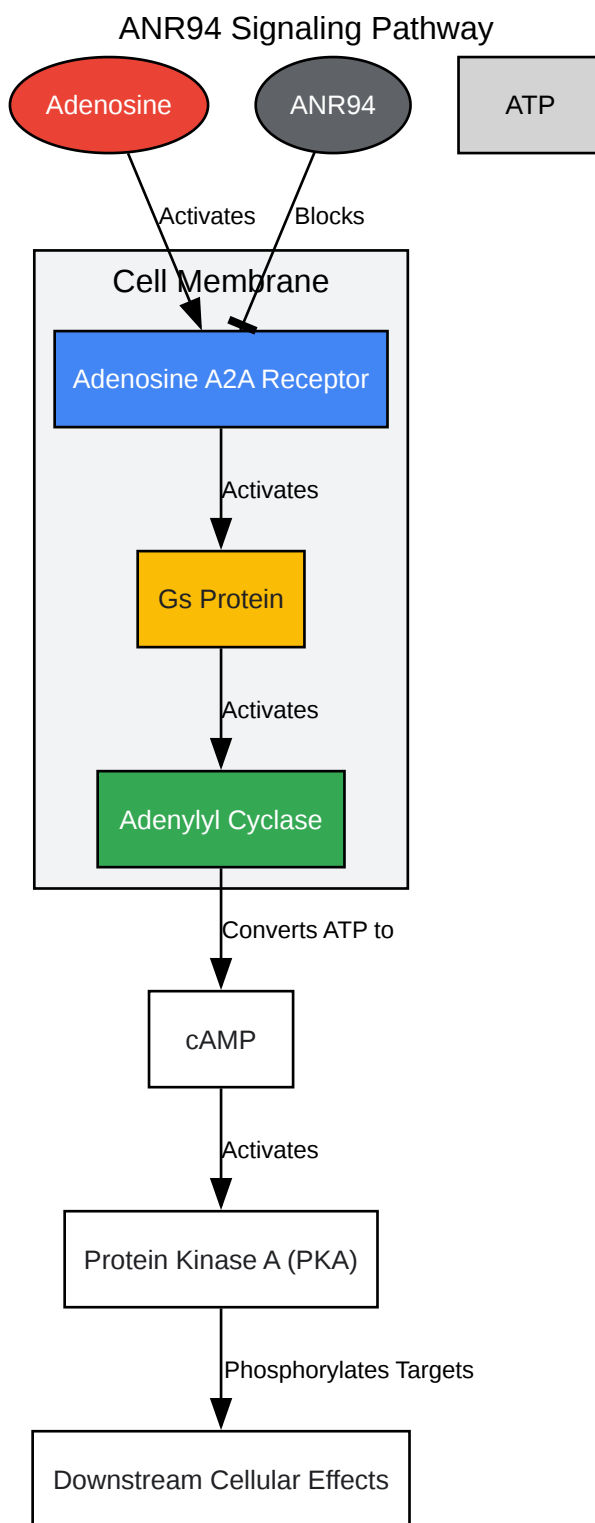 ANR94 Signaling Pathway
Adenosine
ANR94
ATP
Activates
Blocks
Cell Membrane
Adenosine A2A Receptor
Activates
Gs Protein
Activates
Adenylyl Cyclase
Converts ATP to
cAMP
Activates
Protein Kinase A (PKA)
Phosphorylates Targets
Downstream Cellular Effects